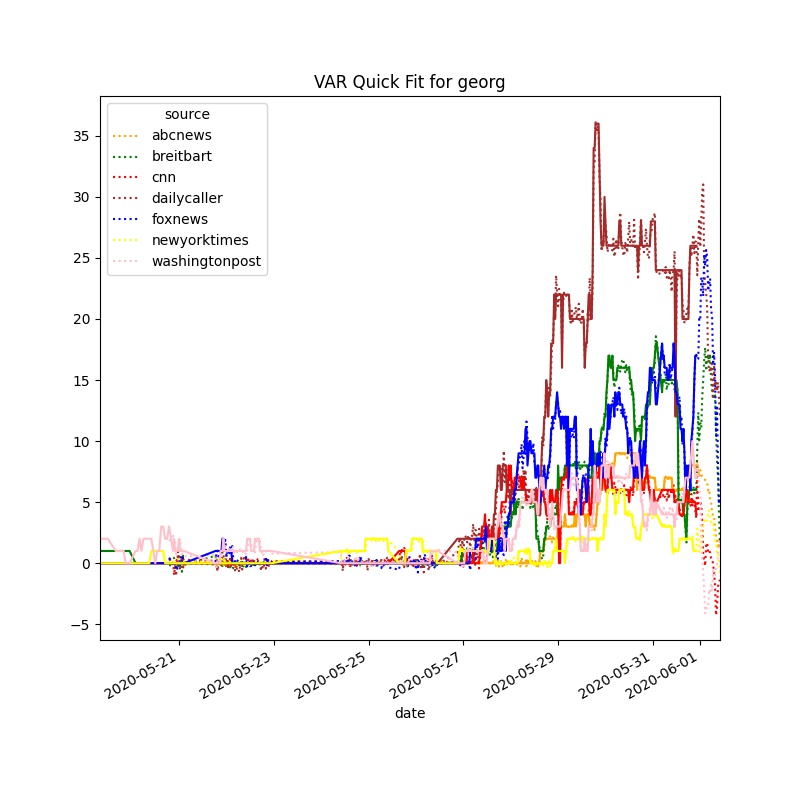 VAR Quick Fit for georg
source
abcnews
breitbart
cnn
dailycaller
foxnews
newyorktimes
washingtonpost
35
30
25
20
15
10
5
0
−5
2020-05-21
2020-05-23
2020-05-25
2020-05-27
2020-05-29
2020-05-31
2020-06-01
date